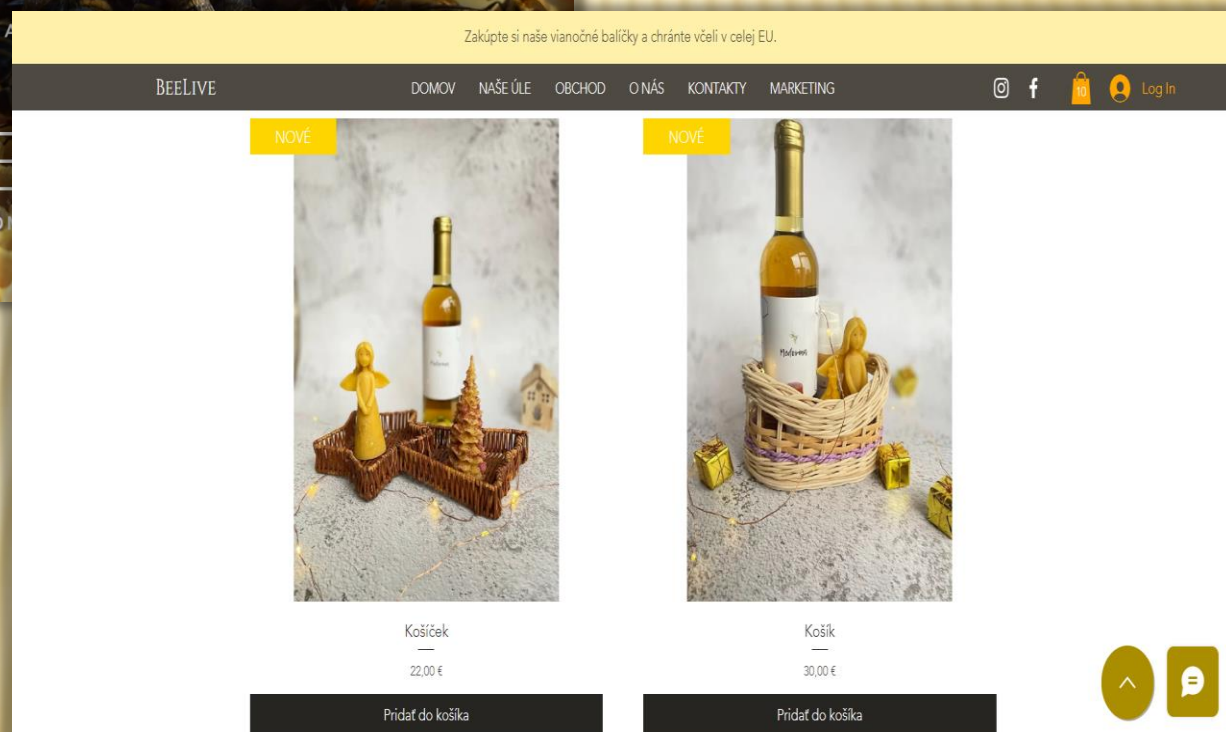 Zakúpte si naše vianočné balíčky a chránte včeli v celej EU.
BEELIVE
DOMOV NAŠE ÚLE OBCHOD O NÁS KONTAKTY MARKETING
10 Log In
NOVÉ
NOVÉ
Košíček
22,00 €
Pridať do košíka
Košík
30,00 €
Pridať do košíka